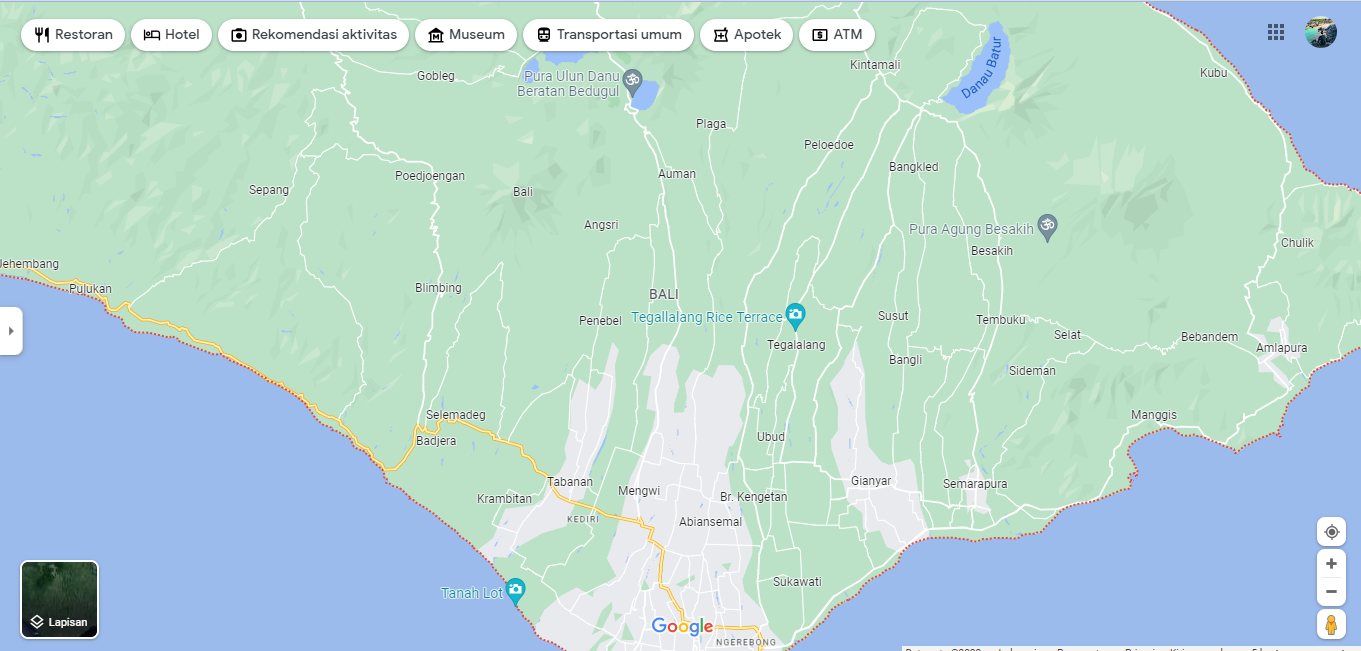 Restoran
Hotel
Rekomendasi aktivitas
Museum
Transportasi umum
Apotek
ATM
Kintamali
Danau Batur
Kubu
Gobleg
Pura Ulun Danu
Beratan Bedugul
Plaga
Peloedoe
Bangkled
Auman
Poedjoengan
Sepang
Bali
Angsri
Pura Agung Besakih
Besakih
Chulik
Jehembang
Pulukan
Blimbing
BALI
Penebel
Tegallalang Rice Terrace
Tegalalang
Susut
Tembuku
Selat
Bebandem
Amlapura
Bangli
Sideman
Selemadeg
Badjera
Manggis
Ubud
Tabanan
Mengwi
Krambitan
Br. Kengetan
Gianyar
Semarapura
KEDIRI
Abiansemal
Sukawati
Tanah Lot
Lapisan
Google
NGEREBONG